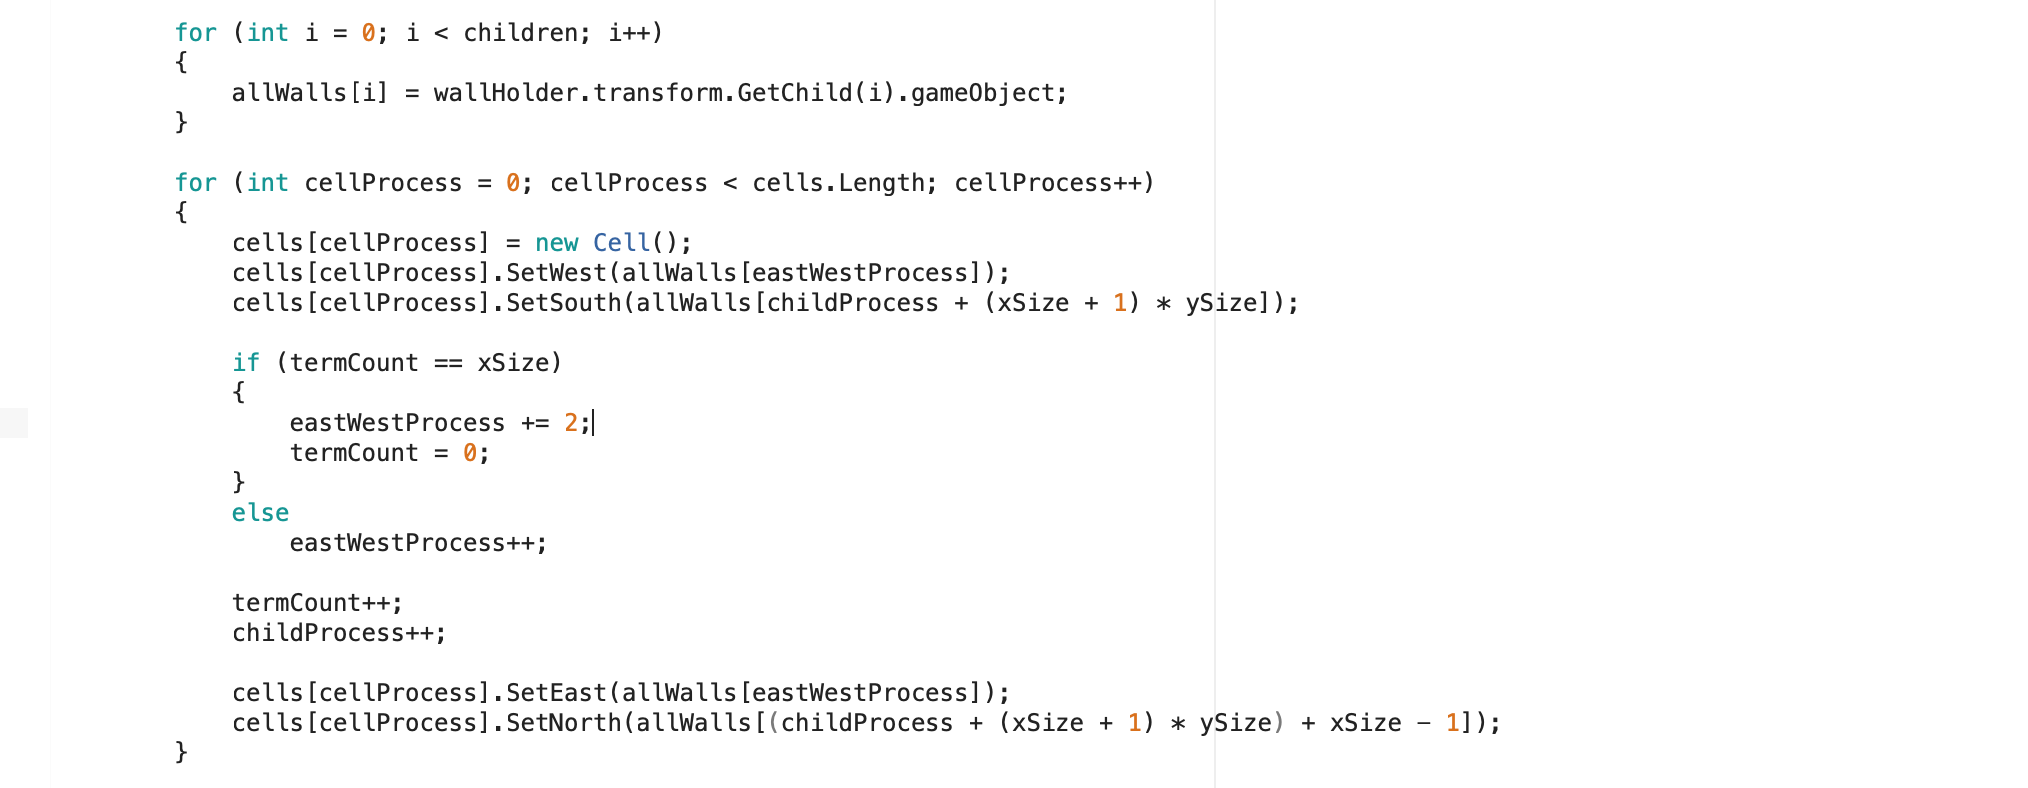 for (int i = 0; i < children; i++)
{
    allWalls[i] = wallHolder.transform.GetChild(i).gameObject;
}

for (int cellProcess = 0; cellProcess < cells.Length; cellProcess++)
{
    cells[cellProcess] = new Cell();
    cells[cellProcess].SetWest(allWalls[eastWestProcess]);
    cells[cellProcess].SetSouth(allWalls[childProcess + (xSize + 1) * ySize]);

    if (termCount == xSize)
    {
        eastWestProcess += 2;
        termCount = 0;
    }
    else
        eastWestProcess++;

    termCount++;
    childProcess++;

    cells[cellProcess].SetEast(allWalls[eastWestProcess]);
    cells[cellProcess].SetNorth(allWalls[(childProcess + (xSize + 1) * ySize) + xSize - 1]);
}